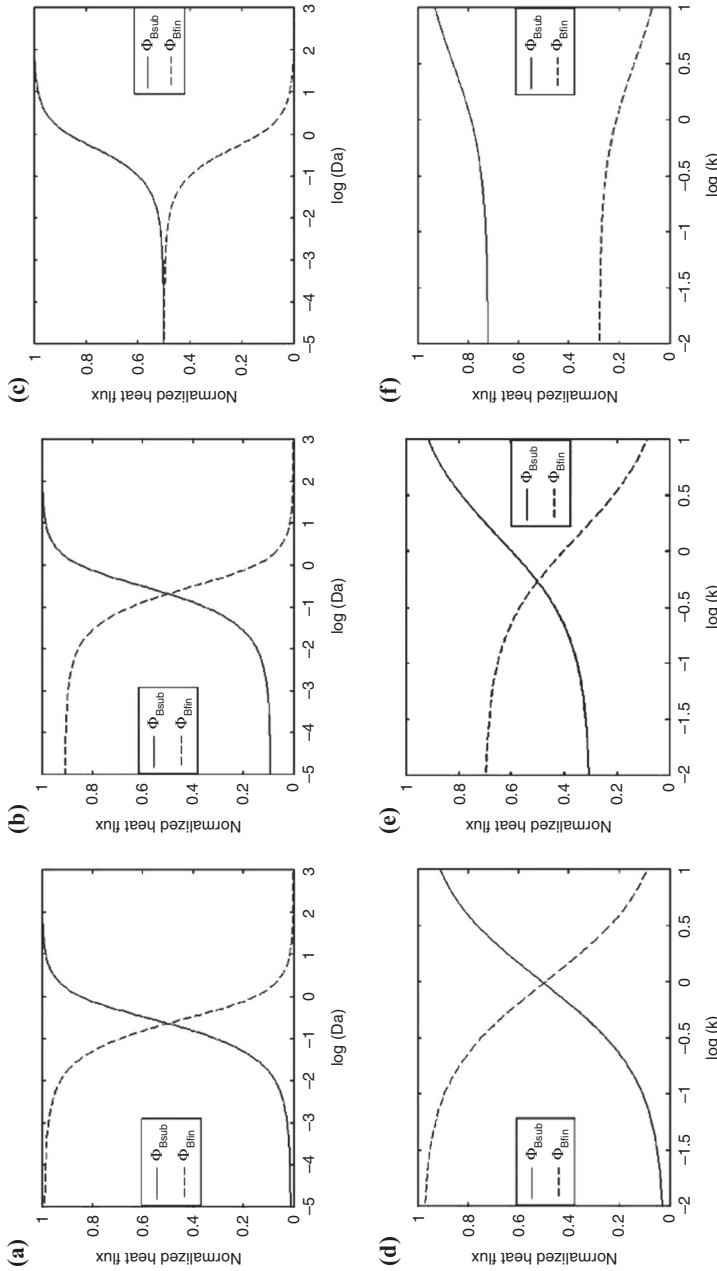 (a)
1
0.8
0.6
0.4
0.2
0
Normalized heat flux
−5
−4
−3
−2
−1
0
1
2
3
log (Da)
Φ_Bsub
Φ_Bfin
(b)
1
0.8
0.6
0.4
0.2
0
Normalized heat flux
−5
−4
−3
−2
−1
0
1
2
3
log (Da)
Φ_Bsub
Φ_Bfin
(c)
1
0.8
0.6
0.4
0.2
0
Normalized heat flux
−5
−4
−3
−2
−1
0
1
2
3
log (Da)
Φ_Bsub
Φ_Bfin
(d)
1
0.8
0.6
0.4
0.2
0
Normalized heat flux
−2
−1.5
−1
−0.5
0
0.5
1
log (k)
Φ_Bsub
Φ_Bfin
(e)
1
0.8
0.6
0.4
0.2
0
Normalized heat flux
−2
−1.5
−1
−0.5
0
0.5
1
log (k)
Φ_Bsub
Φ_Bfin
(f)
1
0.8
0.6
0.4
0.2
0
Normalized heat flux
−2
−1.5
−1
−0.5
0
0.5
1
log (k)
Φ_Bsub
Φ_Bfin